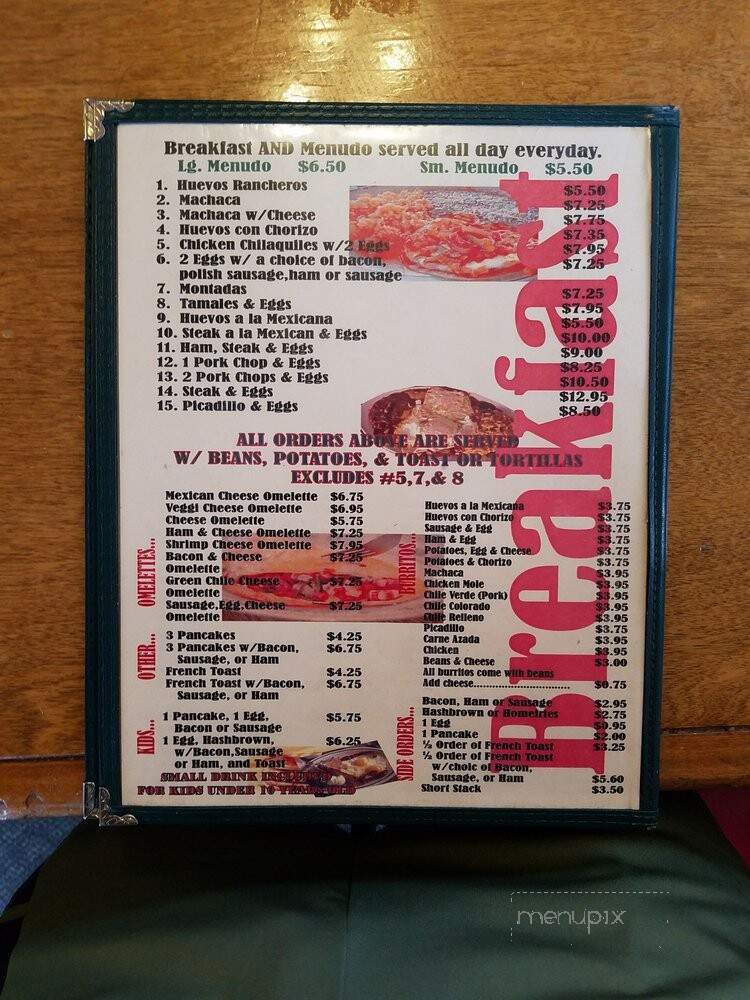 Breakfast AND Menudo served all day everyday.
Lg. Menudo $6.50 Sm. Menudo $5.50
1. Huevos Rancheros $5.50
2. Machaca $7.25
3. Machaca w/Cheese $7.75
4. Huevos con Chorizo $7.35
5. Chicken Chilaquiles w/2 Eggs $7.95
6. 2 Eggs w/ a choice of bacon, $7.25
polish sausage,ham or sausage
7. Montadas $7.25
8. Tamales & Eggs $7.95
9. Huevos a la Mexicana $5.50
10. Steak a la Mexican & Eggs $10.00
11. Ham, Steak & Eggs $9.00
12. 1 Pork Chop & Eggs $8.25
13. 2 Pork Chops & Eggs $10.50
14. Steak & Eggs $12.95
15. Picadillo & Eggs $8.50
Breakfast
ALL ORDERS ABOVE ARE SERVED
W/ BEANS, POTATOES, & TOAST OR TORTILLAS
EXCLUDES #5,7,& 8
OMELETTES...
Mexican Cheese Omelette $6.75
Veggi Cheese Omelette $6.95
Cheese Omelette $5.75
Ham & Cheese Omelette $7.25
Shrimp Cheese Omelette $7.95
Bacon & Cheese $7.25
Omelette
Green Chile Cheese $7.25
Omelette
Sausage,Egg,Cheese $7.25
Omelette
OTHER...
3 Pancakes $4.25
3 Pancakes w/Bacon, $6.75
Sausage, or Ham
French Toast $4.25
French Toast w/Bacon, $6.75
Sausage, or Ham
KIDS...
1 Pancake, 1 Egg, $5.75
Bacon or Sausage
1 Egg, Hashbrown, $6.25
w/Bacon,Sausage
or Ham, and Toast
SMALL DRINK INCLUDED
FOR KIDS UNDER 10 YEARS OLD
BURRITOS...
Huevos a la Mexicana $3.75
Huevos con Chorizo $3.75
Sausage & Egg $3.75
Ham & Egg $3.75
Potatoes, Egg & Cheese $3.75
Potatoes & Chorizo $3.75
Machaca $3.95
Chicken Mole $3.95
Chile Verde (Pork) $3.95
Chile Colorado $3.95
Chile Relleno $3.95
Picadillo $3.75
Carne Azada $3.95
Chicken $3.95
Beans & Cheese $3.00
All burritos come with beans
Add cheese................................ $0.75
SIDE ORDERS...
Bacon, Ham or Sausage $2.95
Hashbrown or Homefries $2.75
1 Egg $0.95
1 Pancake $2.00
½ Order of French Toast $3.25
½ Order of French Toast
w/choic of Bacon,
Sausage, or Ham $5.60
Short Stack $3.50
menupix